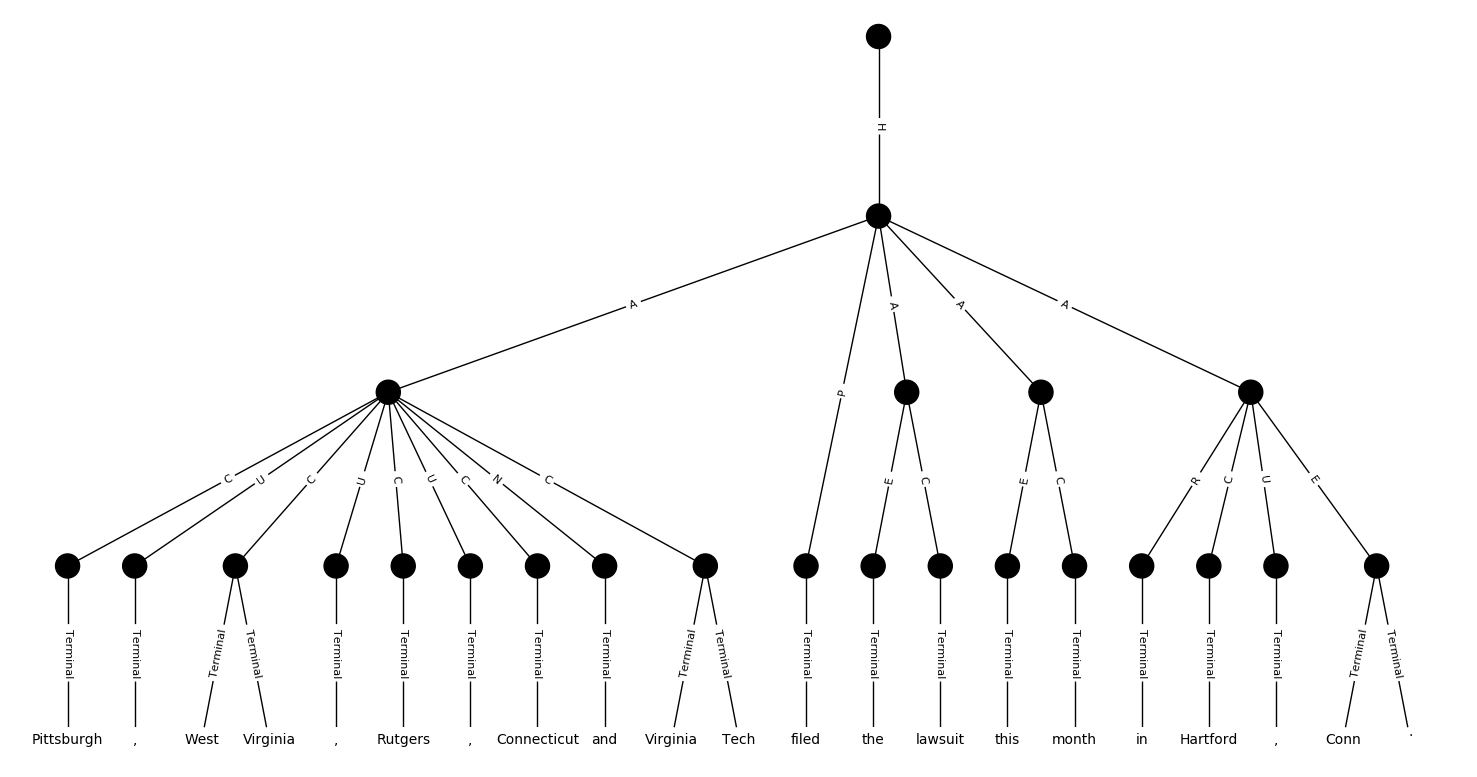 H
A P A A A
C U C U C U C N C E C E C R C U E
Terminal Terminal Terminal Terminal Terminal Terminal Terminal Terminal Terminal Terminal Terminal Terminal Terminal Terminal Terminal Terminal Terminal Terminal Terminal Terminal Terminal
Pittsburgh , West Virginia , Rutgers , Connecticut and Virginia Tech filed the lawsuit this month in Hartford , Conn .